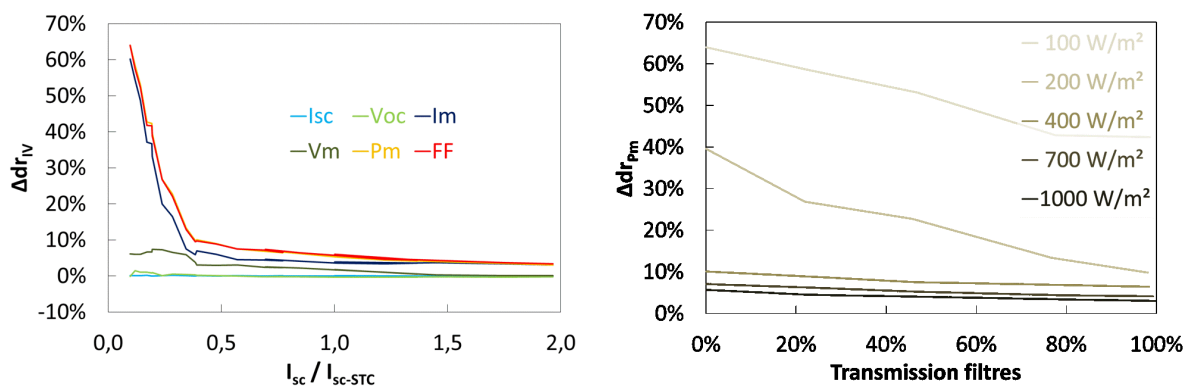 70%
60%
50%
40%
30%
20%
10%
0%
-10%
Δdr_IV
Isc Voc Im
Vm Pm FF
0,0 0,5 1,0 1,5 2,0
I_sc / I_sc-STC
70%
60%
50%
40%
30%
20%
10%
0%
Δdr_Pm
100 W/m²
200 W/m²
400 W/m²
700 W/m²
1000 W/m²
0% 20% 40% 60% 80% 100%
Transmission filtres